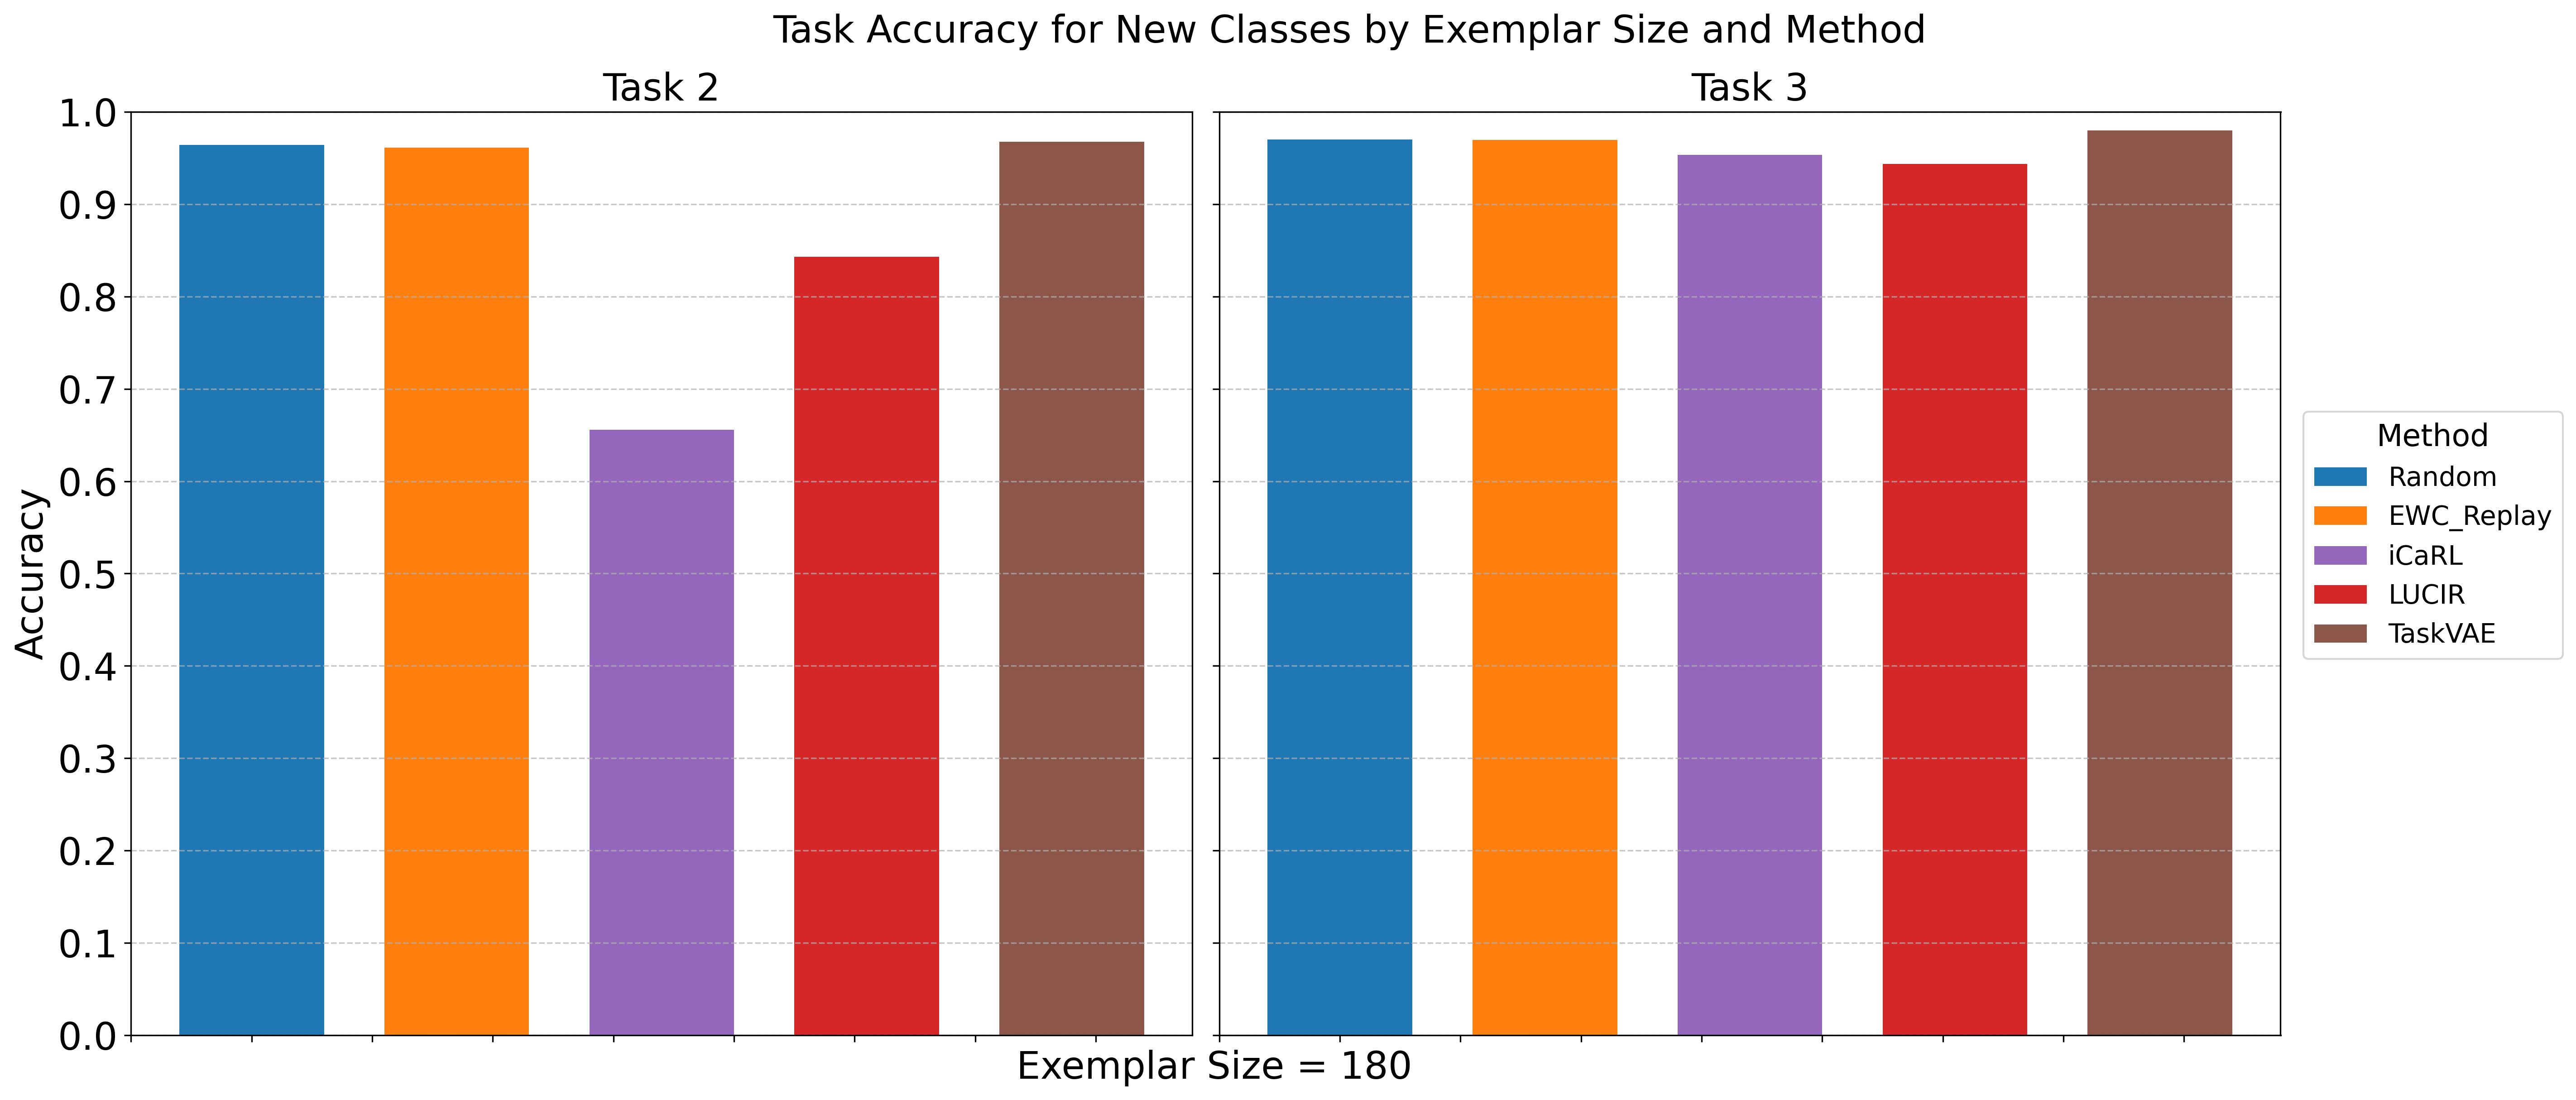 Task Accuracy for New Classes by Exemplar Size and Method
Task 2
Task 3
1.0
0.9
0.8
0.7
0.6
0.5
0.4
0.3
0.2
0.1
0.0
Accuracy
Exemplar Size = 180
Method
Random
EWC_Replay
iCaRL
LUCIR
TaskVAE